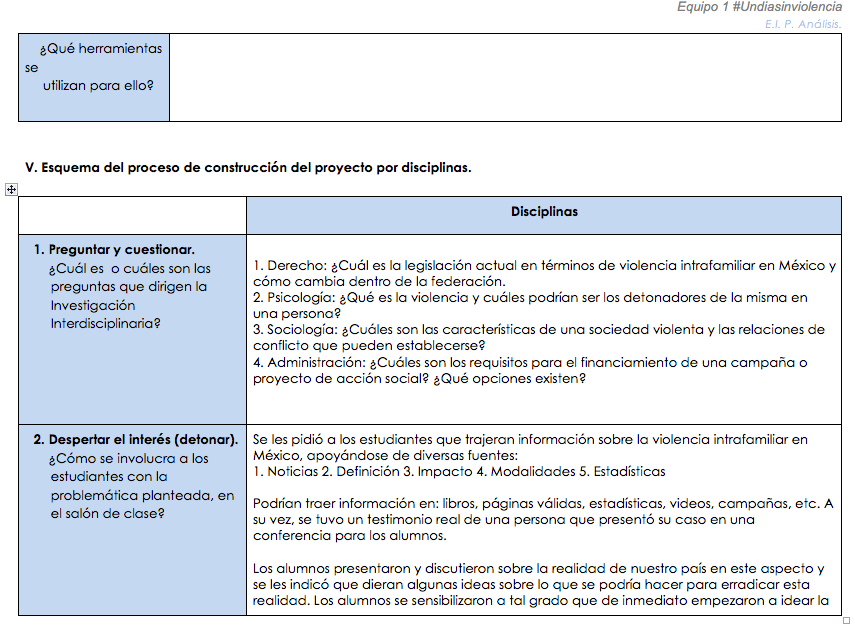 Equipo 1 #Undiasinviolencia
E.I. P. Análisis.
¿Qué herramientas
se
utilizan para ello?
V. Esquema del proceso de construcción del proyecto por disciplinas.
Disciplinas
1. Preguntar y cuestionar.
¿Cuál es o cuáles son las
preguntas que dirigen la
Investigación
Interdisciplinaria?
1. Derecho: ¿Cuál es la legislación actual en términos de violencia intrafamiliar en México y
cómo cambia dentro de la federación.
2. Psicología: ¿Qué es la violencia y cuáles podrían ser los detonadores de la misma en
una persona?
3. Sociología: ¿Cuáles son las características de una sociedad violenta y las relaciones de
conflicto que pueden establecerse?
4. Administración: ¿Cuáles son los requisitos para el financiamiento de una campaña o
proyecto de acción social? ¿Qué opciones existen?
2. Despertar el interés (detonar).
¿Cómo se involucra a los
estudiantes con la
problemática planteada, en
el salón de clase?
Se les pidió a los estudiantes que trajeran información sobre la violencia intrafamiliar en
México, apoyándose de diversas fuentes:
1. Noticias 2. Definición 3. Impacto 4. Modalidades 5. Estadísticas
Podrían traer información en: libros, páginas válidas, estadísticas, videos, campañas, etc. A
su vez, se tuvo un testimonio real de una persona que presentó su caso en una
conferencia para los alumnos.
Los alumnos presentaron y discutieron sobre la realidad de nuestro país en este aspecto y
se les indicó que dieran algunas ideas sobre lo que se podría hacer para erradicar esta
realidad. Los alumnos se sensibilizaron a tal grado que de inmediato empezaron a idear la